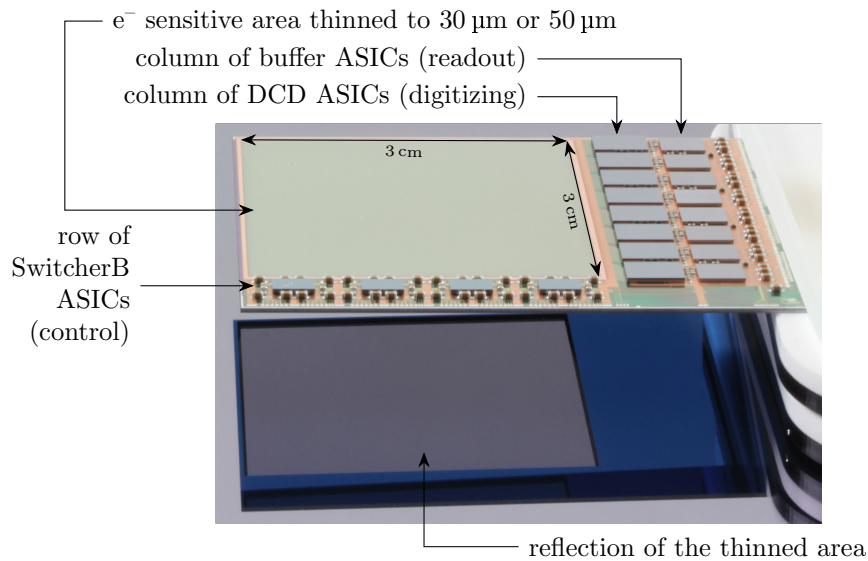 e⁻ sensitive area thinned to 30 µm or 50 µm
column of buffer ASICs (readout)
column of DCD ASICs (digitizing)
3 cm
3 cm
row of
SwitcherB
ASICs
(control)
reflection of the thinned area